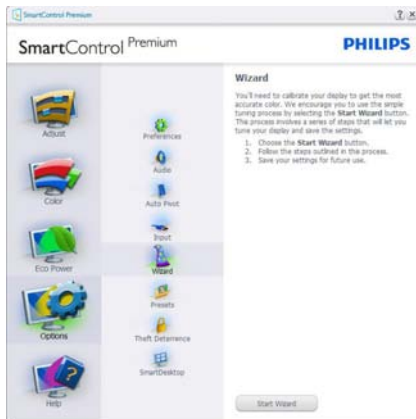 SmartControl Premium
SmartControl Premium
PHILIPS
Adjust
Color
Eco Power
Options
Help
Preferences
Audio
Auto Pivot
Input
Wizard
Presets
Theft Deterrence
SmartDesktop
Wizard
You'll need to calibrate your display to get the most
accurate color. We encourage you to use the simple
tuning process by selecting the Start Wizard button.
The process involves a series of steps that will let you
tune your display and save the settings.
1. Choose the Start Wizard button.
2. Follow the steps outlined in the process.
3. Save your settings for future use.
Start Wizard